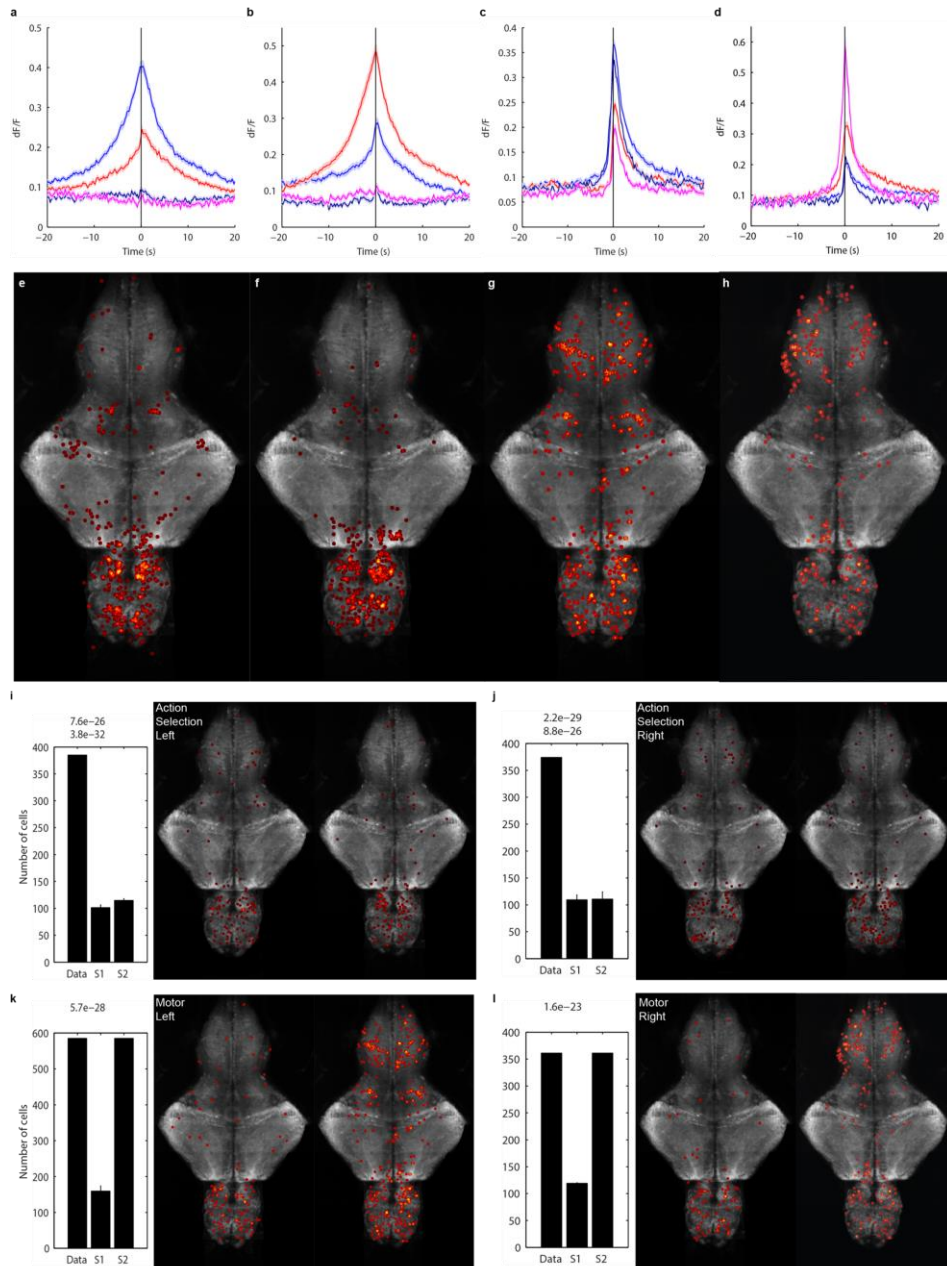 a
b
c
d
0.5
0.4
0.3
0.2
0.1
0
dF/F
−20
−10
0
10
20
Time (s)
0.5
0.4
0.3
0.2
0.1
0
dF/F
−20
−10
0
10
20
Time (s)
0.40
0.35
0.30
0.25
0.20
0.15
0.1
0.05
0
dF/F
−20
−10
0
10
20
Time (s)
0.6
0.5
0.4
0.3
0.2
0.1
0
dF/F
−20
−10
0
10
20
Time (s)
e
f
g
h
i
7.6e−26
3.8e−32
400
350
300
250
200
150
100
50
0
Number of cells
Data S1 S2
Action
Selection
Left
j
2.2e−29
8.8e−26
400
350
300
250
200
150
100
50
0
Data S1 S2
Action
Selection
Right
k
5.7e−28
600
500
400
300
200
100
0
Number of cells
Data S1 S2
Motor
Left
l
1.6e−23
400
350
300
250
200
150
100
50
0
Data S1 S2
Motor
Right